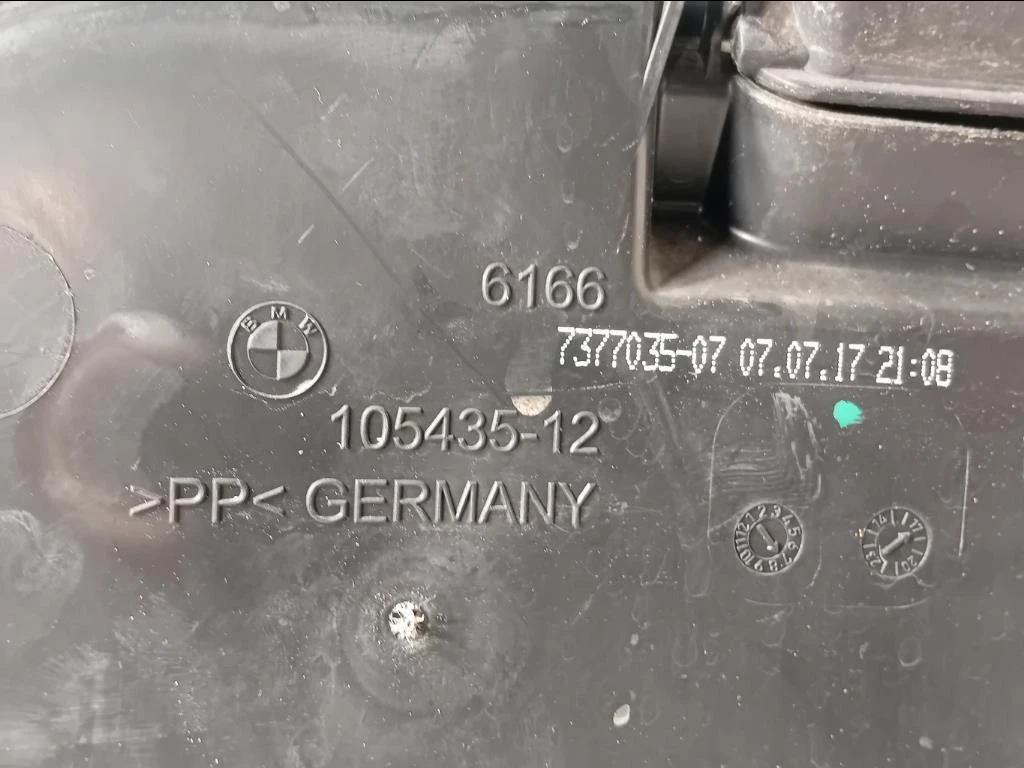 6166
BMW
7377035-07 07.07.17 21:08
105435-12
>PP< GERMANY